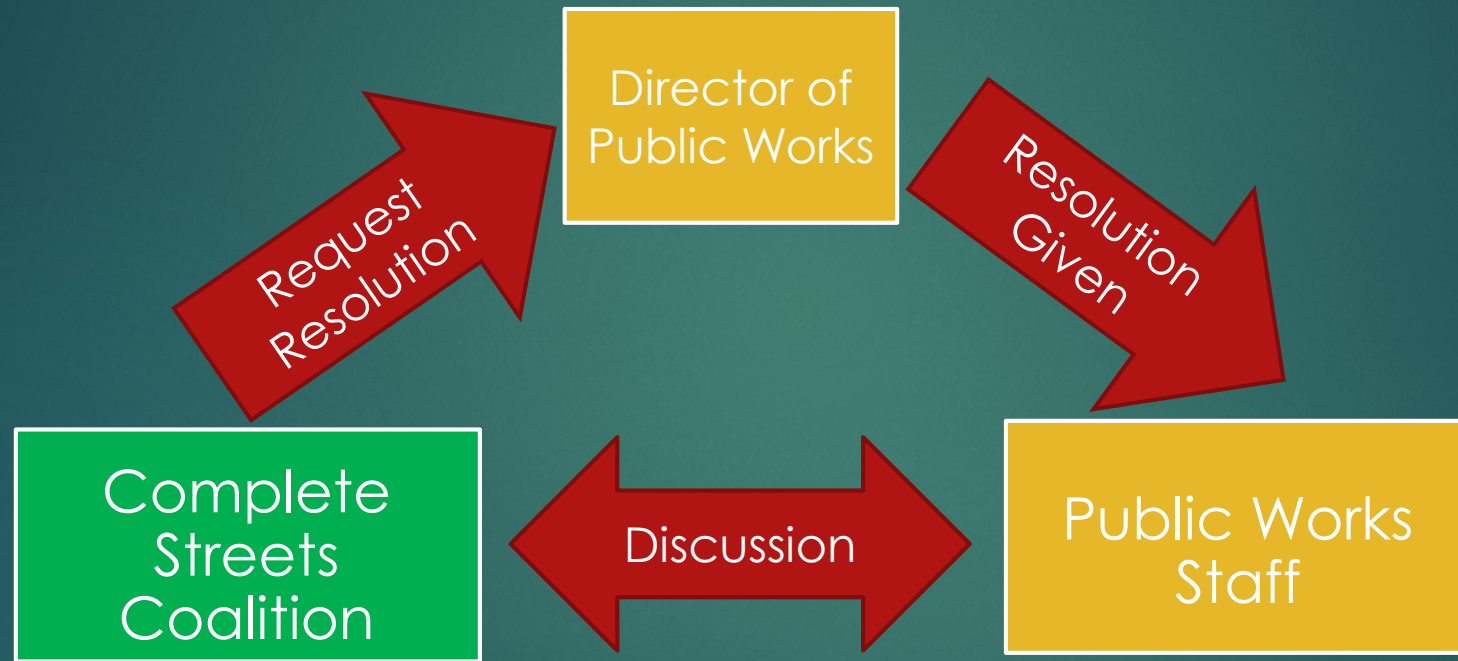 Director of
Public Works
Request
Resolution
Resolution
Given
Complete
Streets
Coalition
Discussion
Public Works
Staff